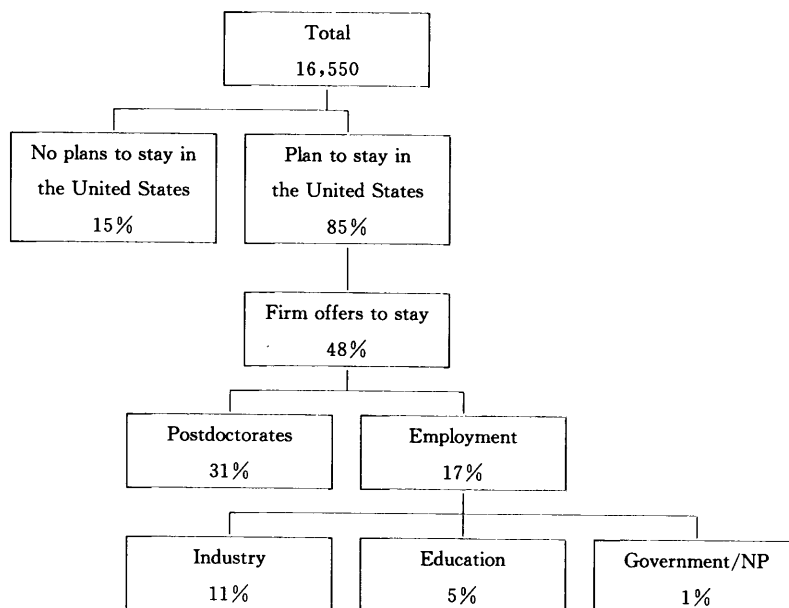 Total
16,550
No plans to stay in
the United States
15%
Plan to stay in
the United States
85%
Firm offers to stay
48%
Postdoctorates
31%
Employment
17%
Industry
11%
Education
5%
Government/NP
1%